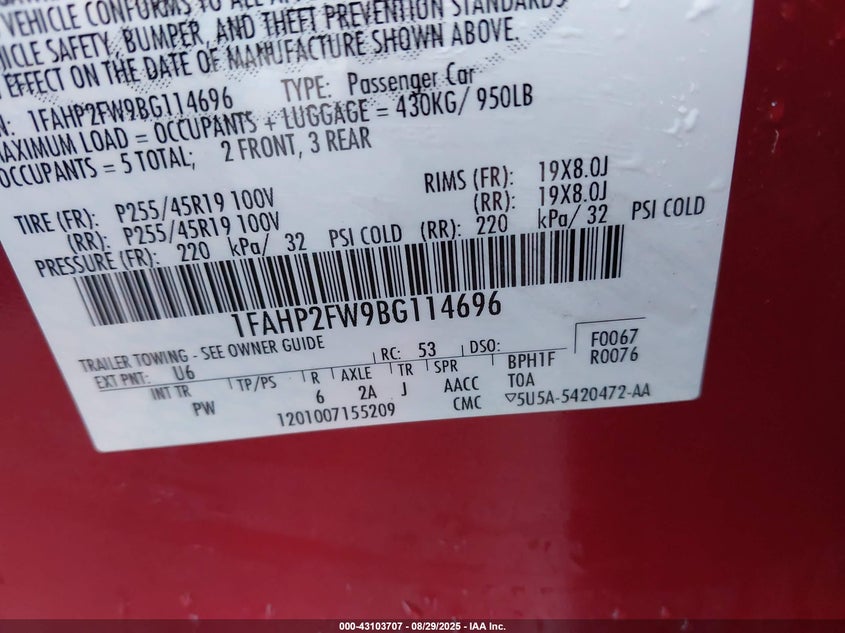 VEHICLE CONFORMS TO ALL
VEHICLE SAFETY, BUMPER, AND THEFT PREVENTION STANDARDS
EFFECT ON THE DATE OF MANUFACTURE SHOWN ABOVE.
1FAHP2FW9BG114696 TYPE: Passenger Car
MAXIMUM LOAD = OCCUPANTS + LUGGAGE = 430KG/ 950LB
OCCUPANTS = 5 TOTAL; 2 FRONT, 3 REAR
TIRE (FR): P255/45R19 100V RIMS (FR): 19X8.0J
(RR): P255/45R19 100V (RR): 19X8.0J
PRESSURE (FR): 220 kPa/ 32 PSI COLD (RR): 220 kPa/ 32 PSI COLD
1FAHP2FW9BG114696
TRAILER TOWING - SEE OWNER GUIDE
EXT PNT: U6 RC: 53 DSO: F0067
R0076
INT TR TP/PS R AXLE TR SPR BPH1F
PW 6 2A J AACC TOA
1201007155209 CMC ▽5U5A-5420472-AA
000-43103707 - 08/29/2025 - IAA Inc.